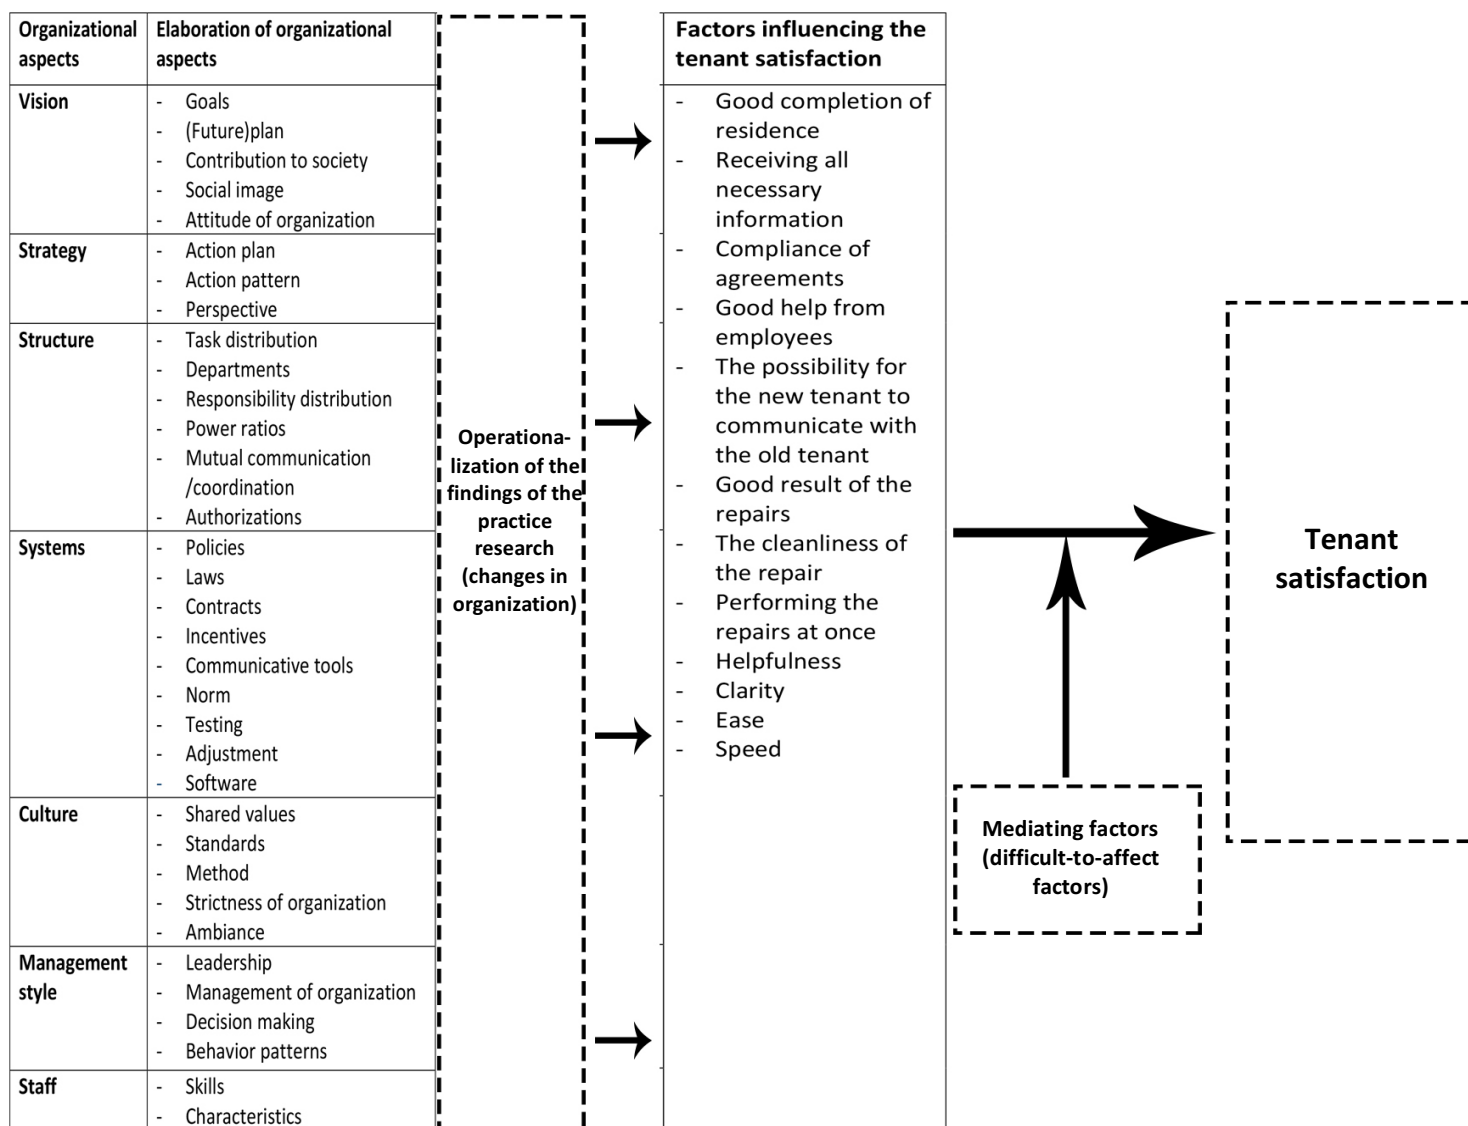 Organizational
aspects
Elaboration of organizational
aspects
Vision
- Goals
- (Future)plan
- Contribution to society
- Social image
- Attitude of organization
Strategy
- Action plan
- Action pattern
- Perspective
Structure
- Task distribution
- Departments
- Responsibility distribution
- Power ratios
- Mutual communication
/coordination
- Authorizations
Systems
- Policies
- Laws
- Contracts
- Incentives
- Communicative tools
- Norm
- Testing
- Adjustment
- Software
Culture
- Shared values
- Standards
- Method
- Strictness of organization
- Ambiance
Management
style
- Leadership
- Management of organization
- Decision making
- Behavior patterns
Staff
- Skills
- Characteristics
Operationa-
lization of the
findings of the
practice
research
(changes in
organization)
Factors influencing the
tenant satisfaction
- Good completion of
residence
- Receiving all
necessary
information
- Compliance of
agreements
- Good help from
employees
- The possibility for
the new tenant to
communicate with
the old tenant
- Good result of the
repairs
- The cleanliness of
the repair
- Performing the
repairs at once
- Helpfulness
- Clarity
- Ease
- Speed
Mediating factors
(difficult-to-affect
factors)
Tenant
satisfaction